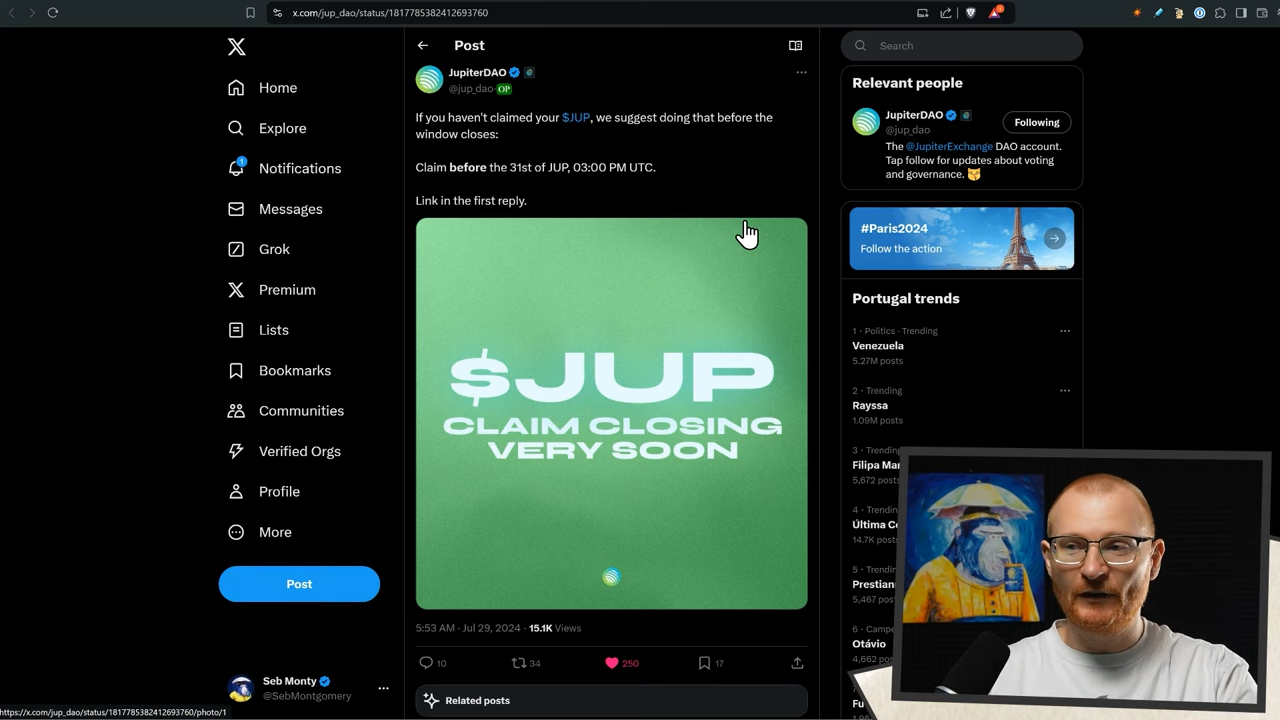 x.com/jup_dao/status/1817785382412693760
Home
Explore
1
Notifications
Messages
Grok
Premium
Lists
Bookmarks
Communities
Verified Orgs
Profile
More
Post
Seb Monty
@SebMontgomery
https://x.com/jup_dao/status/1817785382412693760/photo/1
Post
JupiterDAO
@jup_dao · OP
If you haven't claimed your $JUP, we suggest doing that before the
window closes:
Claim before the 31st of JUP, 03:00 PM UTC.
Link in the first reply.
$JUP
CLAIM CLOSING
VERY SOON
5:53 AM · Jul 29, 2024 · 15.1K Views
10
34
250
17
Related posts
Search
Relevant people
JupiterDAO
@jup_dao
Following
The @JupiterExchange DAO account.
Tap follow for updates about voting
and governance.
#Paris2024
Follow the action
Portugal trends
1 · Politics · Trending
Venezuela
5.27M posts
2 · Trending
Rayssa
1.09M posts
3 · Trending
Filipa
5,672 posts
4 ·
Última
14.7K
5 ·
5,467
6 ·
Otávio
4,662